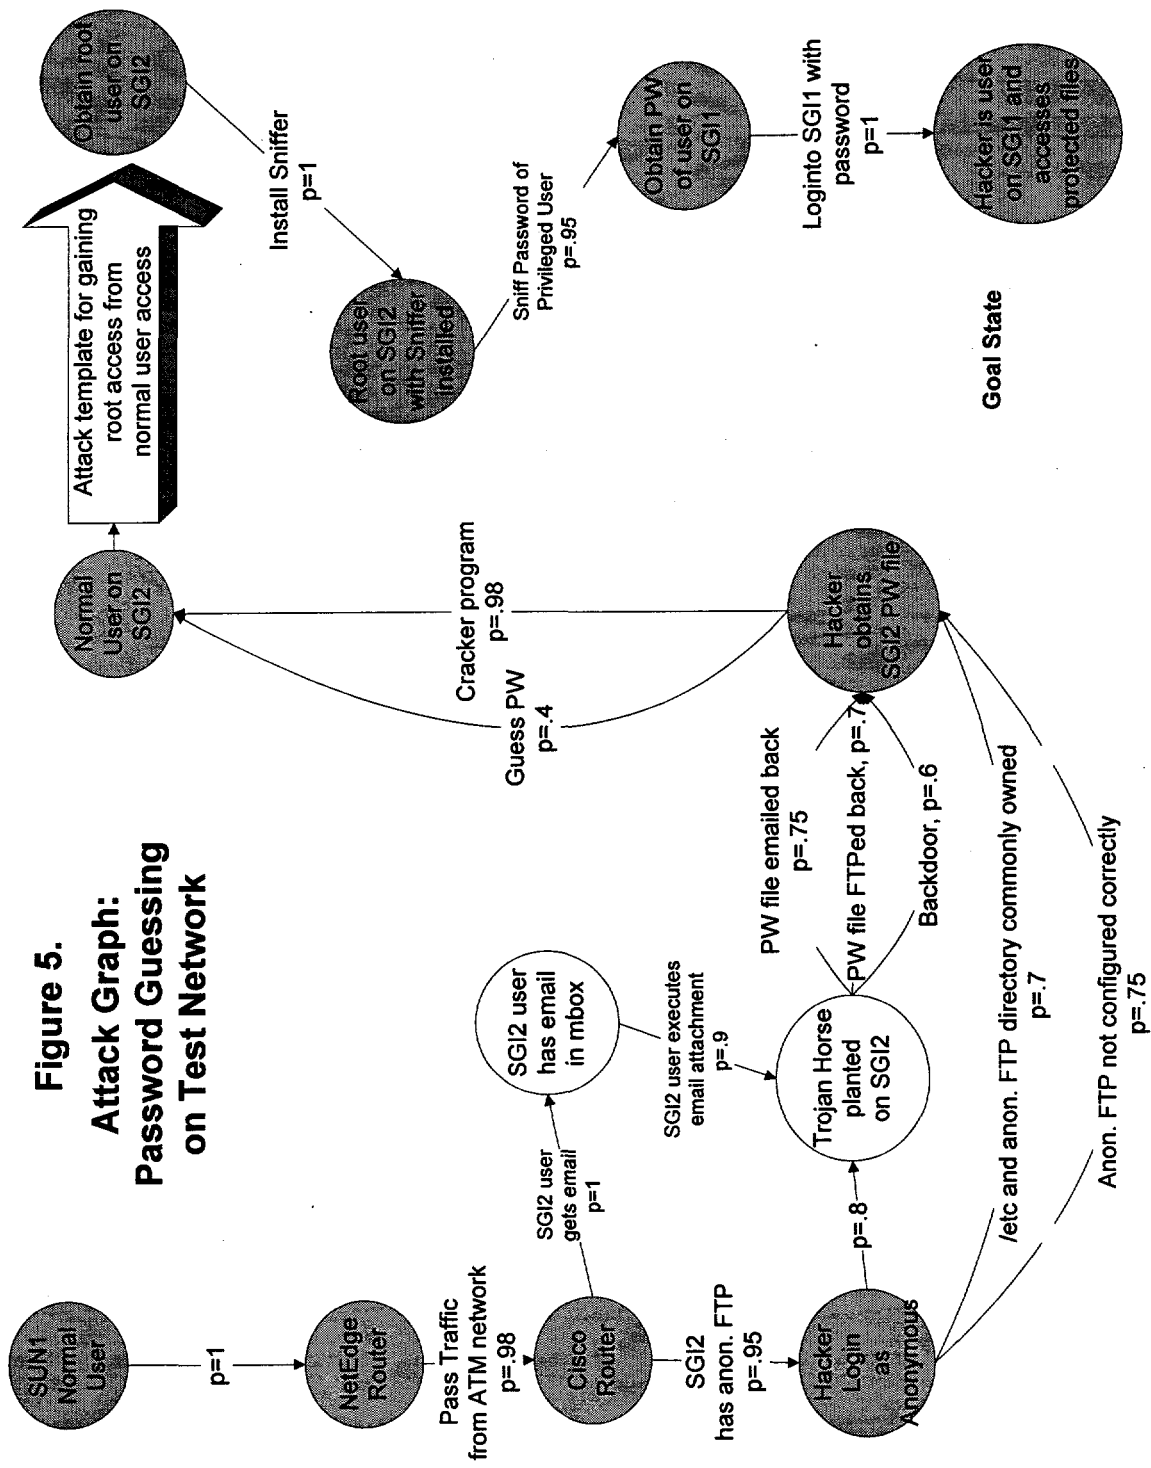 Figure 5.
Attack Graph:
Password Guessing
on Test Network
SUN1
Normal
User
p=1
NetEdge
Router
Pass Traffic
from ATM network
p=.98
Cisco
Router
SGI2 user
gets email
p=1
SGI2 user
has email
in mbox
SGI2 user executes
email attachment
p=.9
SGI2
has anon. FTP
p=.95
Hacker
Login
as
Anonymous
p=.8
Trojan Horse
planted
on SGI2
PW file emailed back
p=.75
PW file FTPed back, p=.7
Backdoor, p=.6
/etc and anon. FTP directory commonly owned
p=.7
Anon. FTP not configured correctly
p=.75
Hacker
obtains
SGI2 PW file
Guess PW
p=.4
Cracker program
p=.98
Normal
User on
SGI2
Attack template for gaining
root access from
normal user access
Obtain root
user on
SGI2
Install Sniffer
p=1
Root user
on SGI2
with Sniffer
installed
Sniff Password of
Privileged User
p=.95
Obtain PW
of user on
SGI1
Loginto SGI1 with
password
p=1
Hacker is user
on SGI1 and
accesses
protected files
Goal State